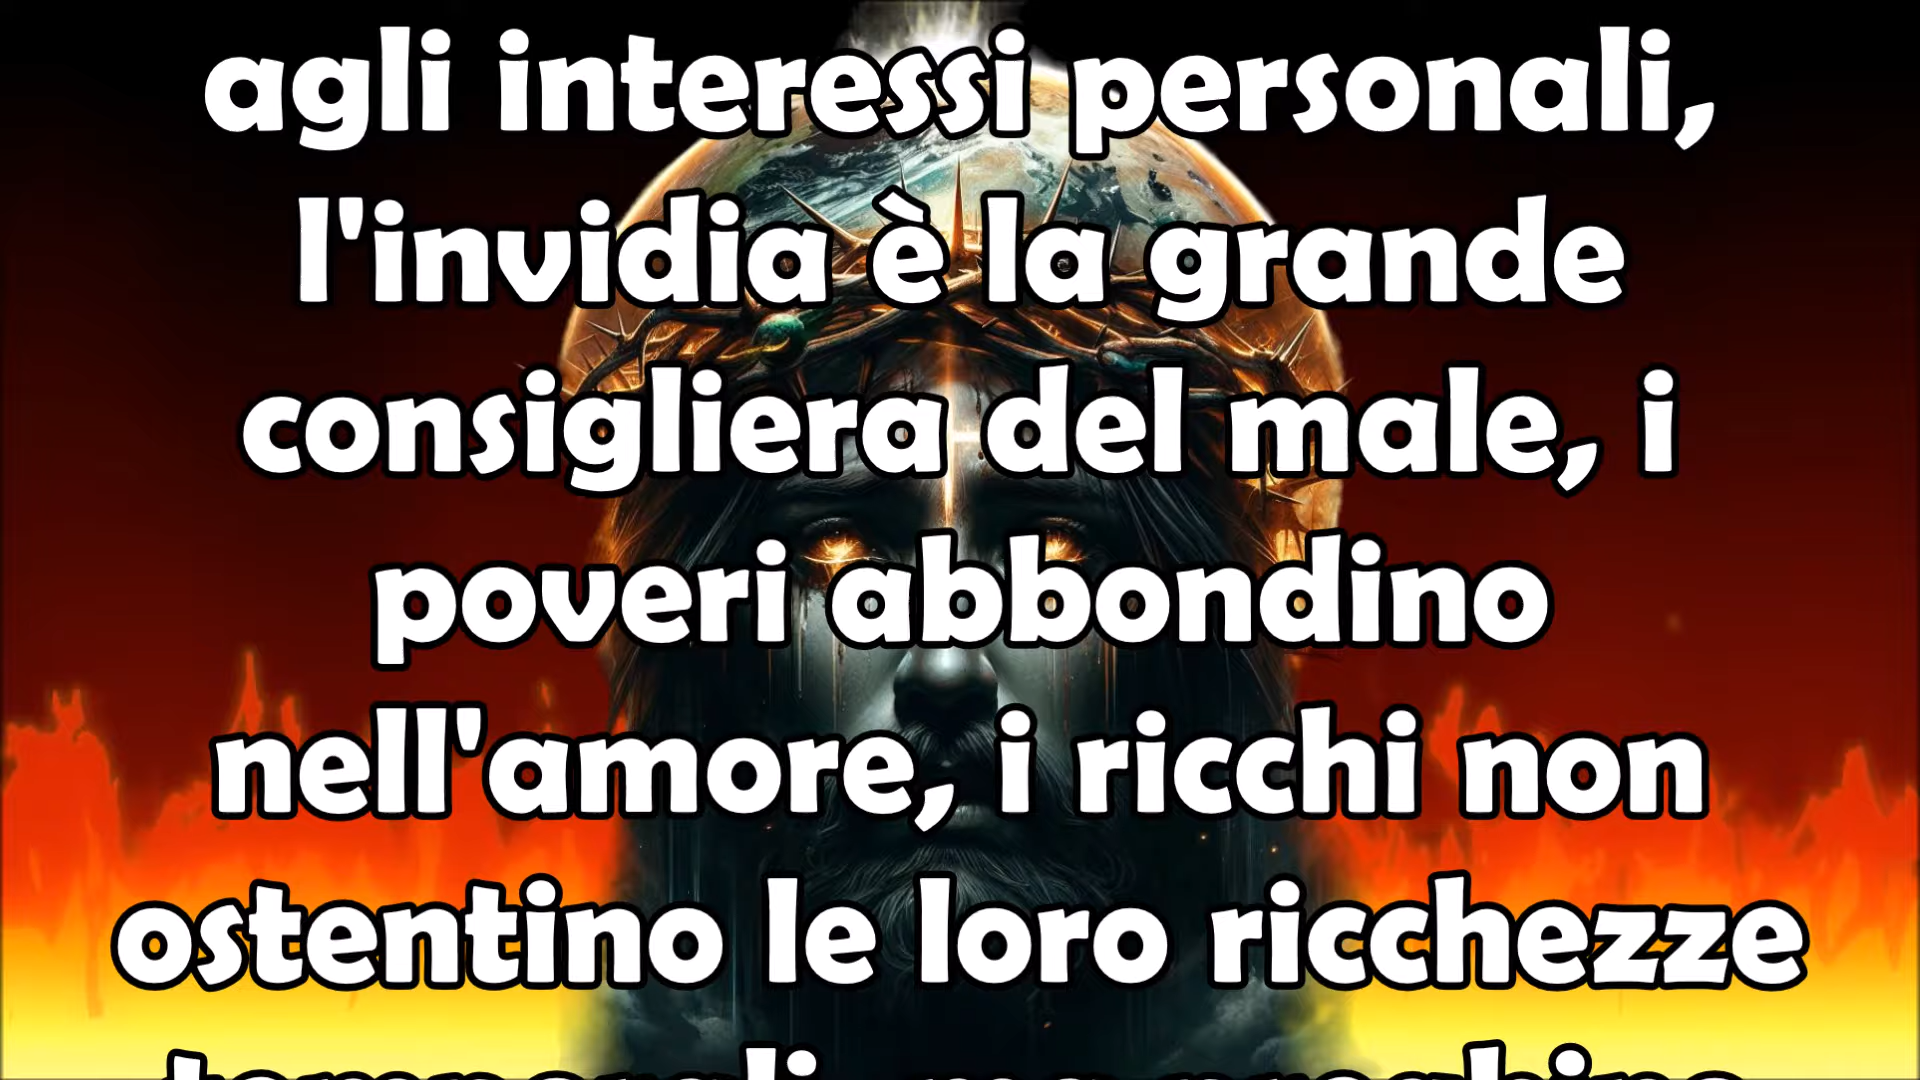 agli interessi personali,
l'invidia è la grande
consigliera del male, i
poveri abbondino
nell'amore, i ricchi non
ostentino le loro ricchezze